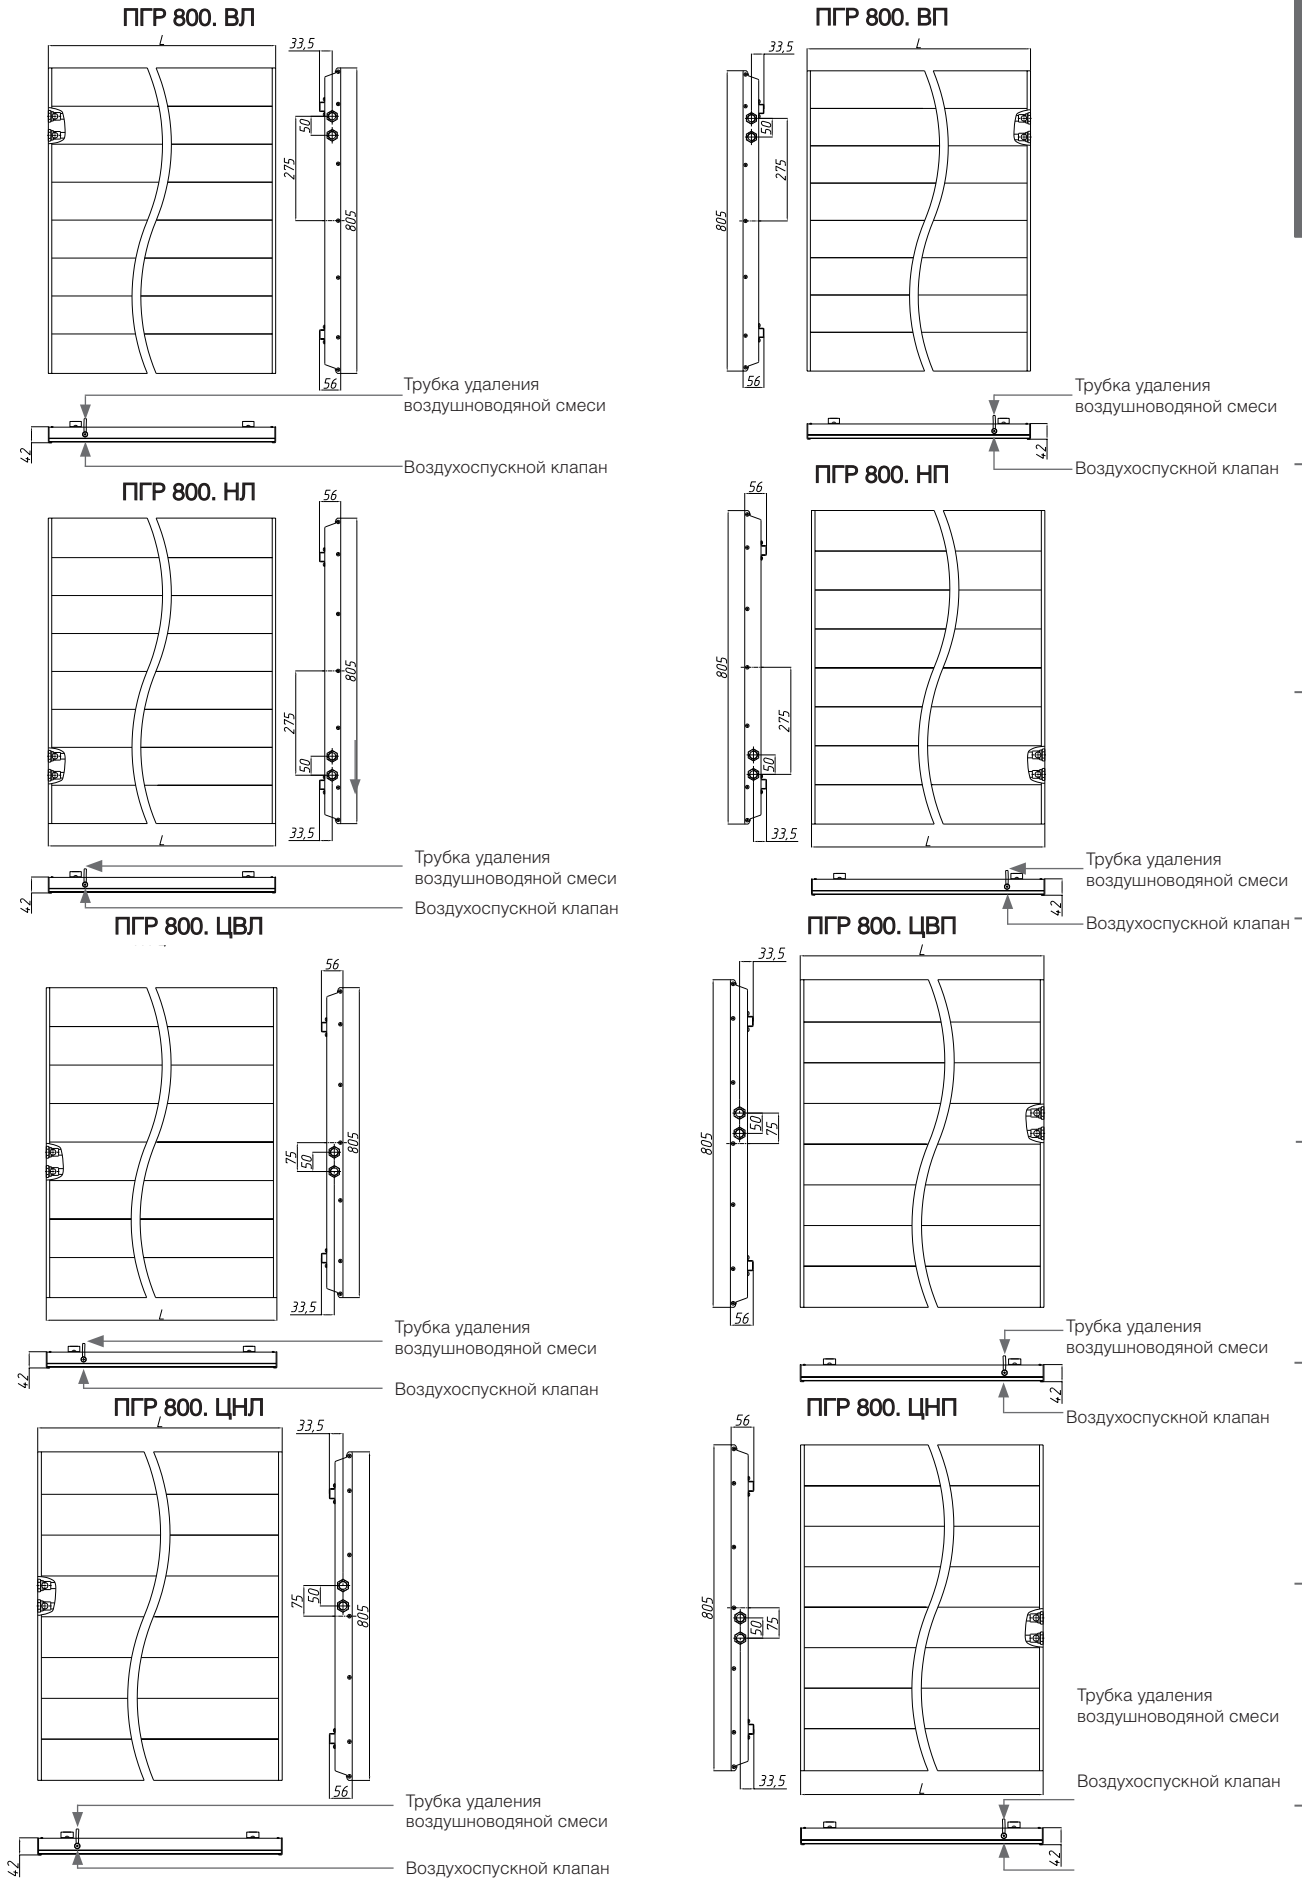 ПГР 800. ВЛ
L
33,5
50
275
805
56
Трубка удаления
воздушноводяной смеси
42
Воздухоспускной клапан
ПГР 800. ВП
L
33,5
50
275
805
56
Трубка удаления
воздушноводяной смеси
42
Воздухоспускной клапан
ПГР 800. НЛ
56
805
275
50
33,5
L
Трубка удаления
воздушноводяной смеси
42
Воздухоспускной клапан
ПГР 800. НП
56
805
275
50
33,5
L
Трубка удаления
воздушноводяной смеси
42
Воздухоспускной клапан
ПГР 800. ЦВЛ
56
805
75
50
33,5
L
Трубка удаления
воздушноводяной смеси
42
Воздухоспускной клапан
ПГР 800. ЦВП
L
33,5
50
75
805
56
Трубка удаления
воздушноводяной смеси
42
Воздухоспускной клапан
ПГР 800. ЦНЛ
L
33,5
75
50
805
56
Трубка удаления
воздушноводяной смеси
42
Воздухоспускной клапан
ПГР 800. ЦНП
56
805
50
75
33,5
L
Трубка удаления
воздушноводяной смеси
Воздухоспускной клапан
42